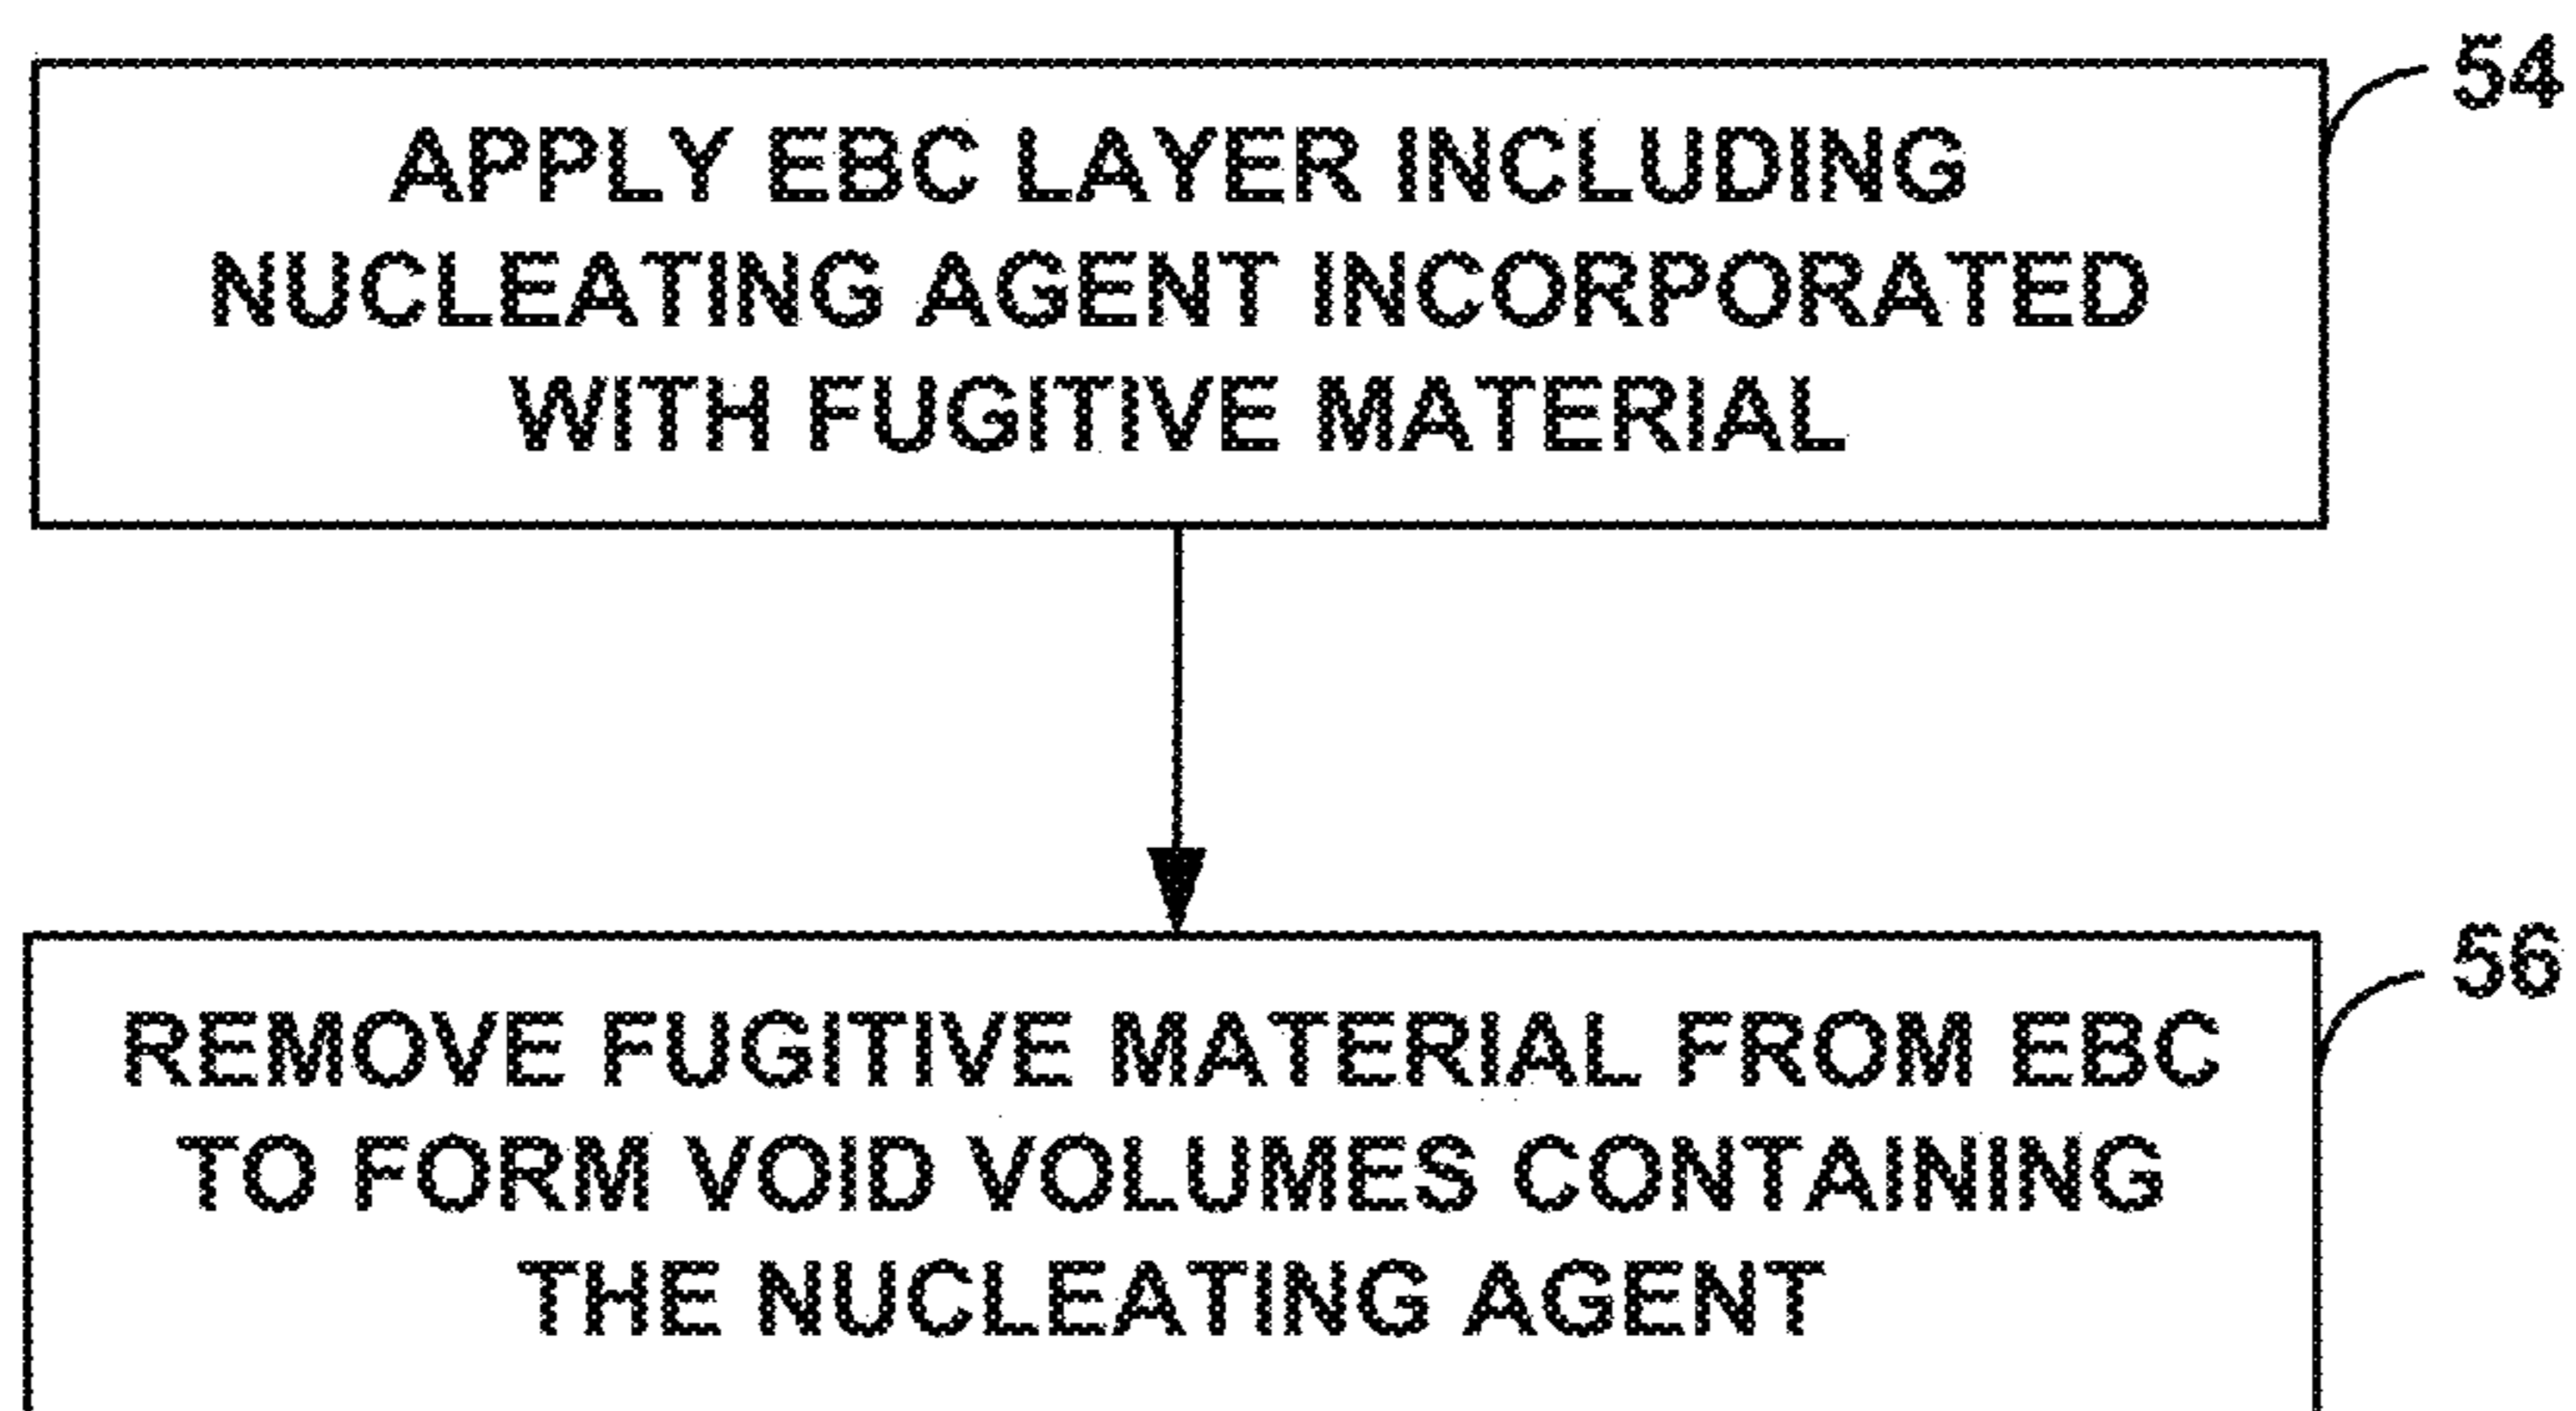 54
APPLY EBC LAYER INCLUDING
NUCLEATING AGENT INCORPORATED
WITH FUGITIVE MATERIAL
56
REMOVE FUGITIVE MATERIAL FROM EBC
TO FORM VOID VOLUMES CONTAINING
THE NUCLEATING AGENT